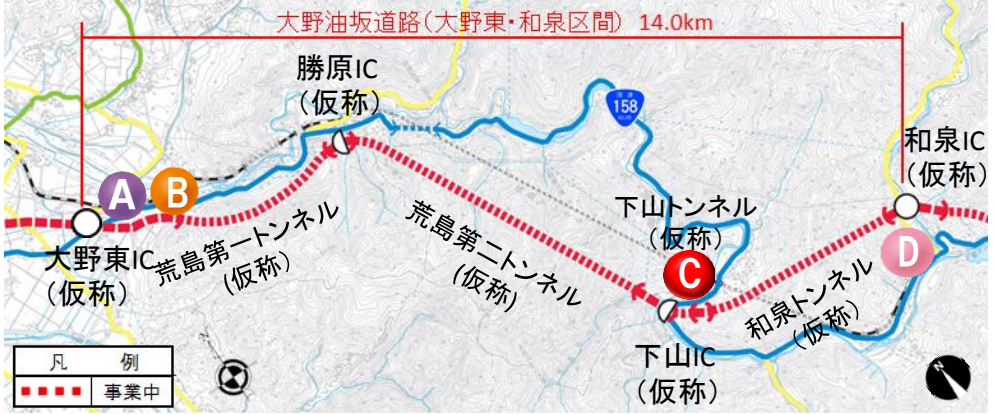 大野油坂道路(大野東・和泉区間) 14.0km
勝原IC
(仮称)
158
和泉IC
(仮称)
A
B
下山トンネル
(仮称)
荒島第一トンネル
(仮称)
荒島第二トンネル
(仮称)
C
D
大野東IC
(仮称)
和泉トンネル
(仮称)
下山IC
(仮称)
凡 例
事業中